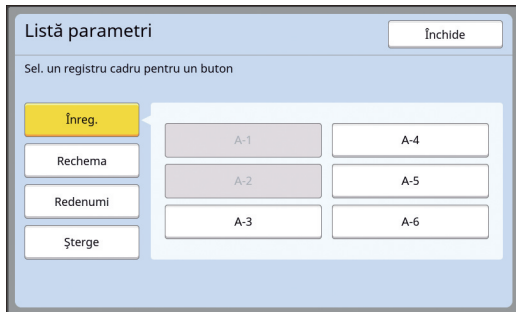 Listă parametri
Închide
Sel. un registru cadru pentru un buton
Înreg.
Rechema
Redenumi
Şterge
A-1
A-4
A-2
A-5
A-3
A-6